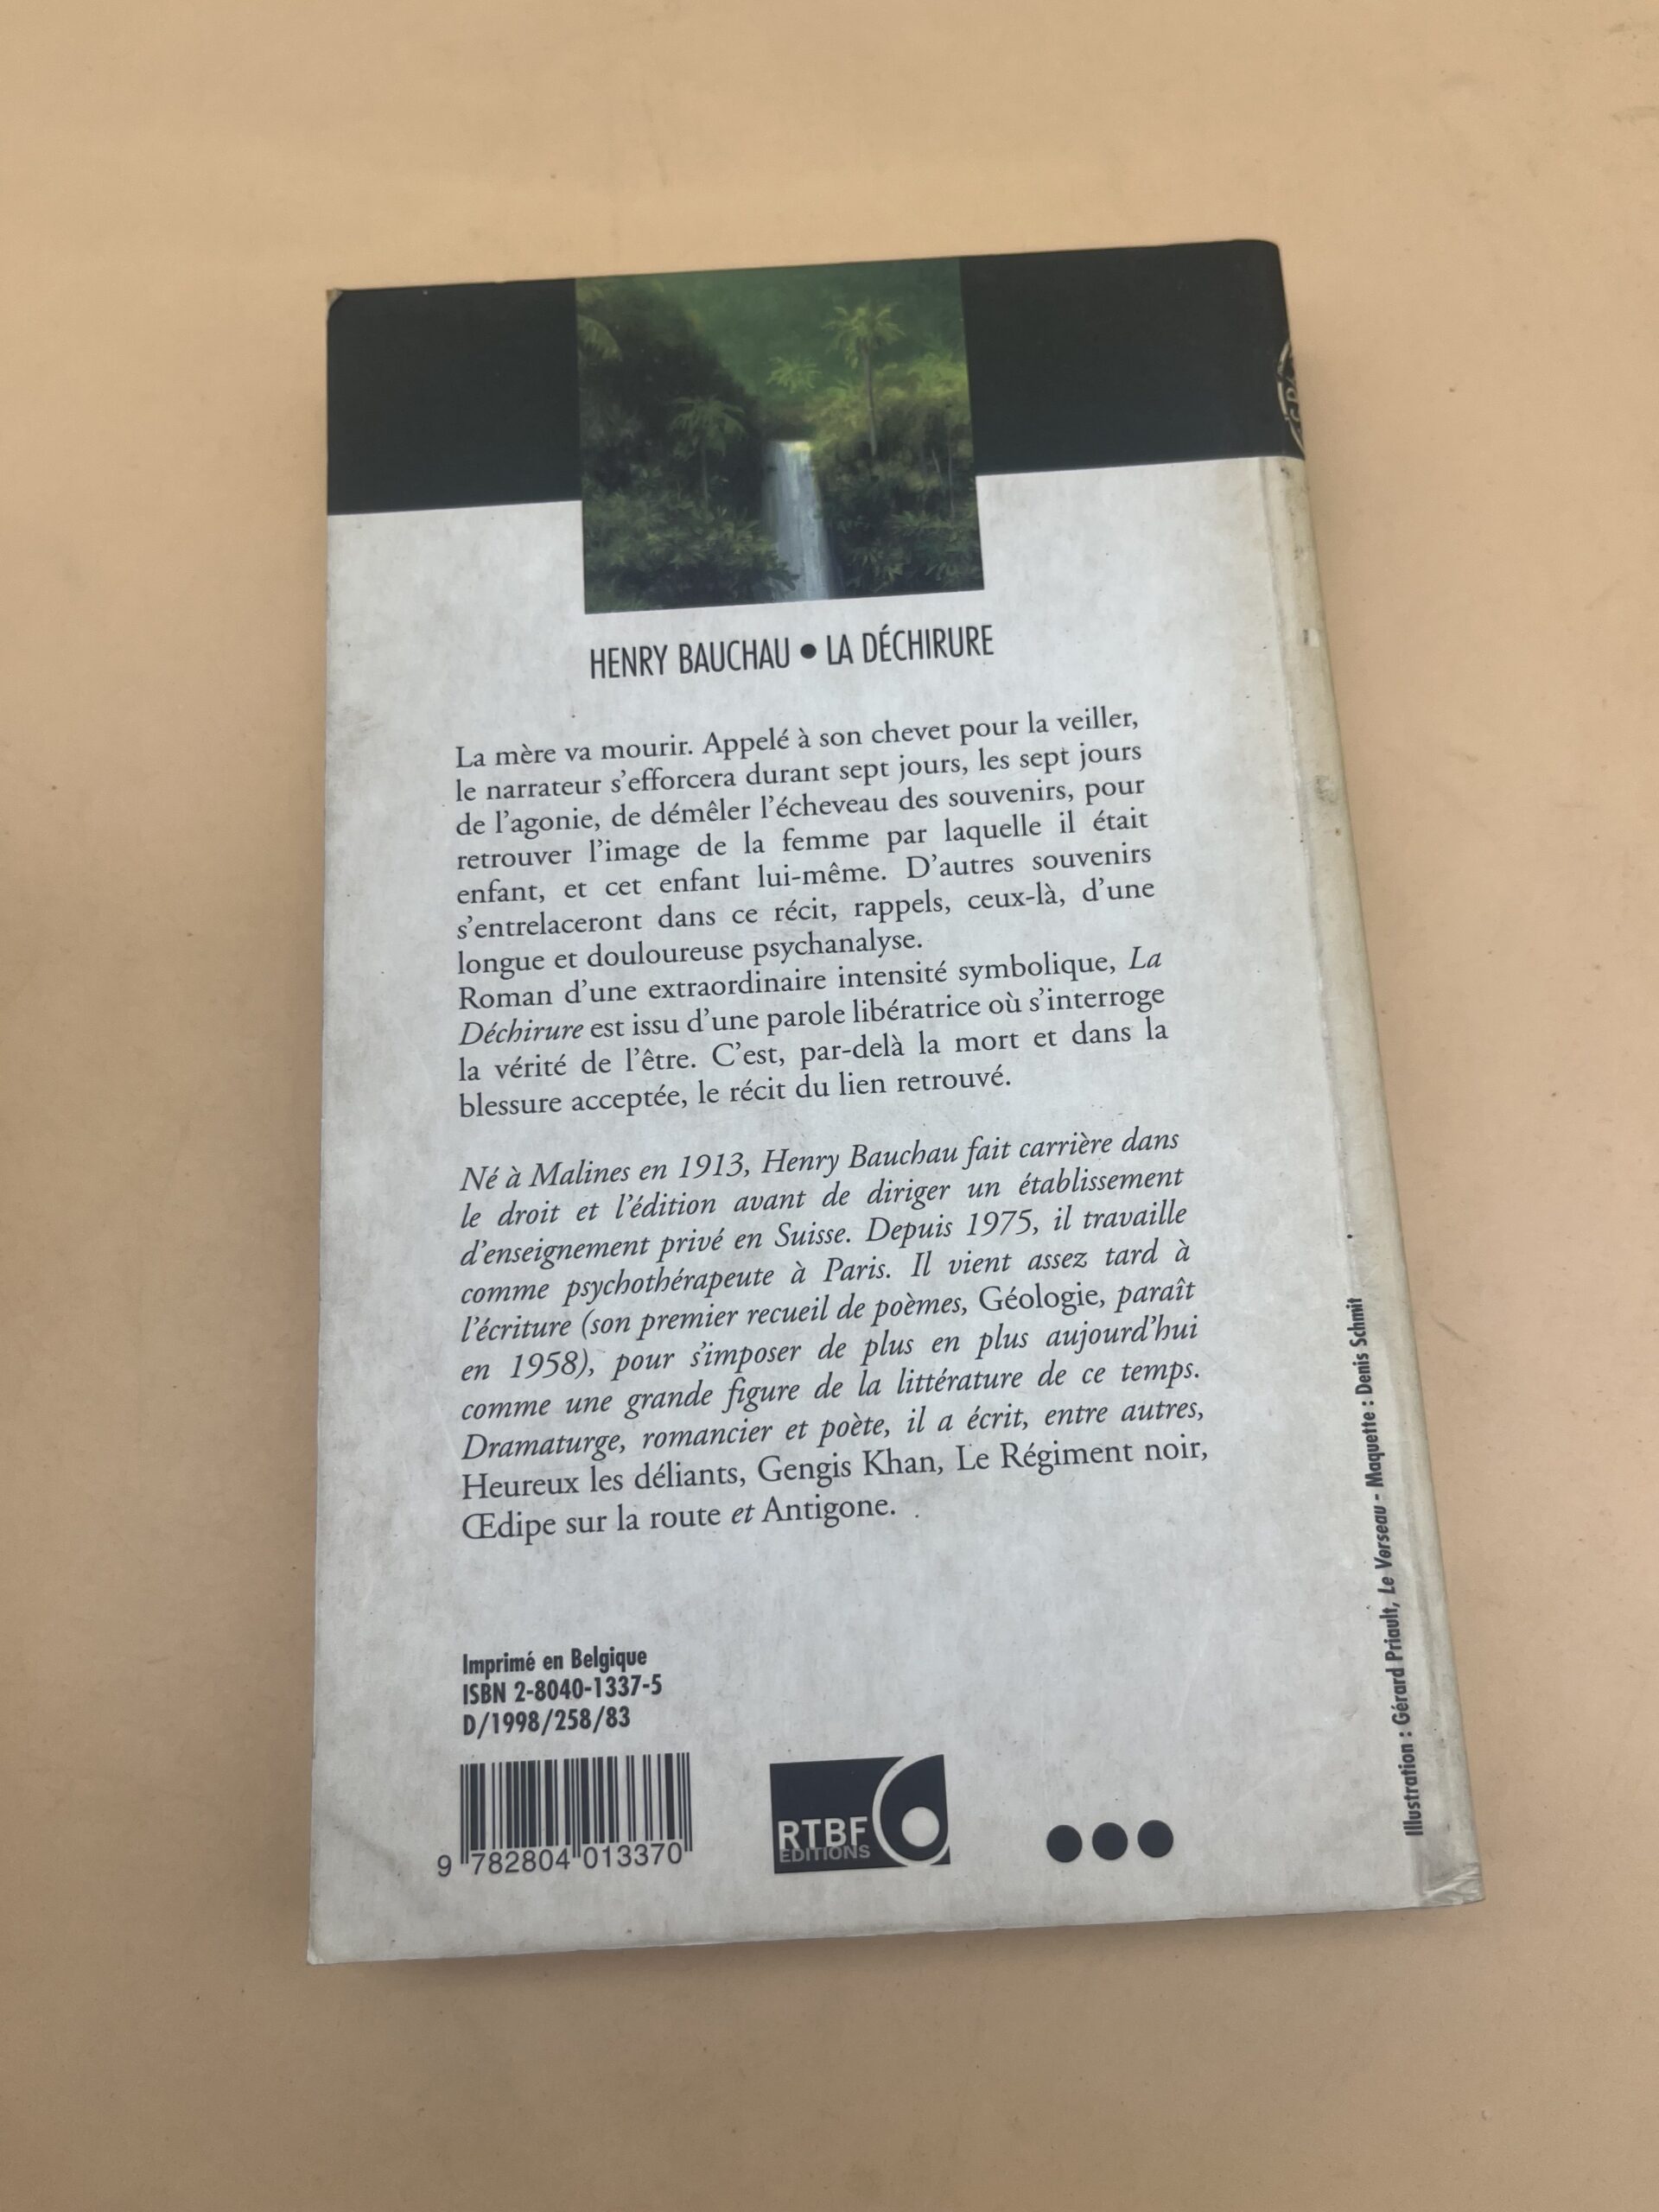 HENRY BAUCHAU • LA DÉCHIRURE
La mère va mourir. Appelé à son chevet pour la veiller,
le narrateur s'efforcera durant sept jours, les sept jours
de l'agonie, de démêler l'écheveau des souvenirs, pour
retrouver l'image de la femme par laquelle il était
enfant, et cet enfant lui-même. D'autres souvenirs
s'entrelaceront dans ce récit, rappels, ceux-là, d'une
longue et douloureuse psychanalyse.
Roman d'une extraordinaire intensité symbolique, La
Déchirure est issu d'une parole libératrice où s'interroge
la vérité de l'être. C'est, par-delà la mort et dans la
blessure acceptée, le récit du lien retrouvé.
Né à Malines en 1913, Henry Bauchau fait carrière dans
le droit et l'édition avant de diriger un établissement
d'enseignement privé en Suisse. Depuis 1975, il travaille
comme psychothérapeute à Paris. Il vient assez tard à
l'écriture (son premier recueil de poèmes, Géologie, paraît
en 1958), pour s'imposer de plus en plus aujourd'hui
comme une grande figure de la littérature de ce temps.
Dramaturge, romancier et poète, il a écrit, entre autres,
Heureux les déliants, Gengis Khan, Le Régiment noir,
Œdipe sur la route et Antigone.
Imprimé en Belgique
ISBN 2-8040-1337-5
D/1998/258/83
9 782804 013370
RTBF
EDITIONS
Illustration : Gérard Priault, Le Verseau - Maquette : Denis Schmit